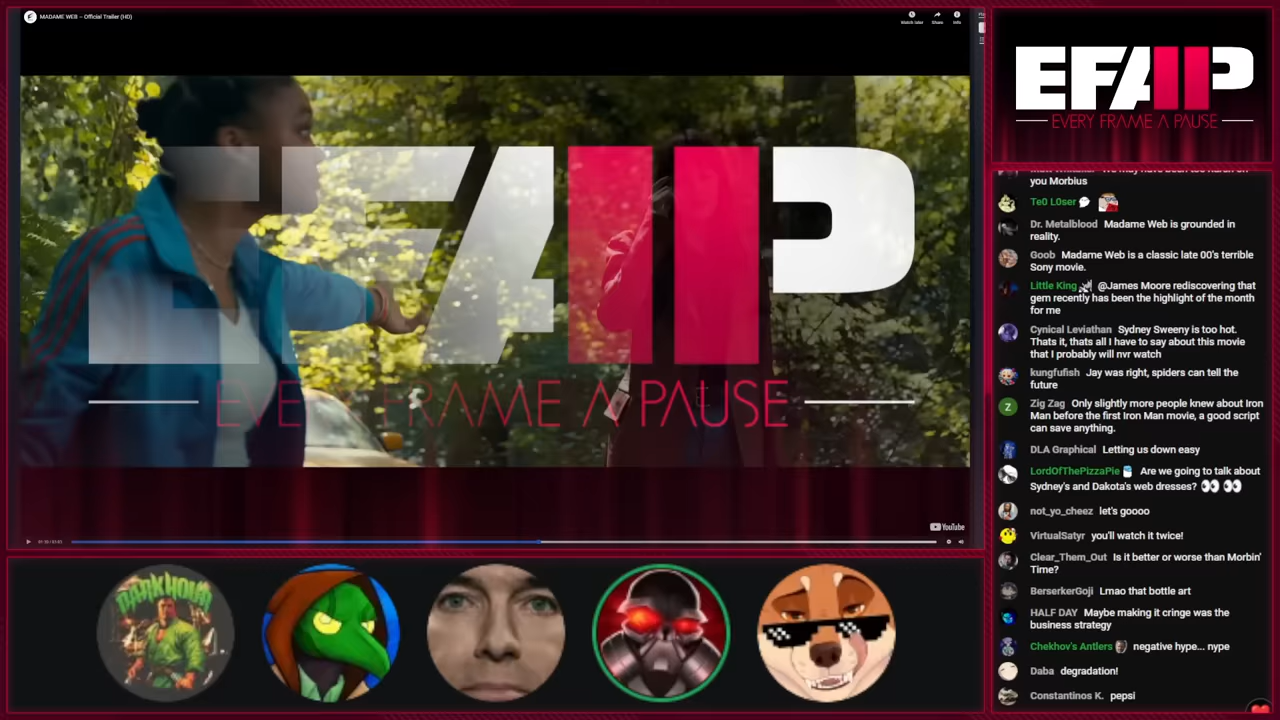 MADAME WEB – Official Trailer (HD)
Watch later
Share
Info
EFAP
EVERY FRAME A PAUSE
YouTube
DARK HOUR
EFAP
EVERY FRAME A PAUSE
you Morbius
Te0 L0ser
Dr. Metalblood Madame Web is grounded in
reality.
Goob Madame Web is a classic late 00's terrible
Sony movie.
Little King @James Moore rediscovering that
gem recently has been the highlight of the month
for me
Cynical Leviathan Sydney Sweeny is too hot.
Thats it, thats all I have to say about this movie
that I probably will nvr watch
kungfufish Jay was right, spiders can tell the
future
Z
Zig Zag Only slightly more people knew about Iron
Man before the first Iron Man movie, a good script
can save anything.
DLA Graphical Letting us down easy
LordOfThePizzaPie Are we going to talk about
Sydney's and Dakota's web dresses?
not_yo_cheez let's goooo
VirtualSatyr you'll watch it twice!
Clear_Them_Out Is it better or worse than Morbin'
Time?
BerserkerGoji Lmao that bottle art
HALF DAY Maybe making it cringe was the
business strategy
Chekhov's Antlers negative hype... nype
Daba degradation!
Constantinos K. pepsi